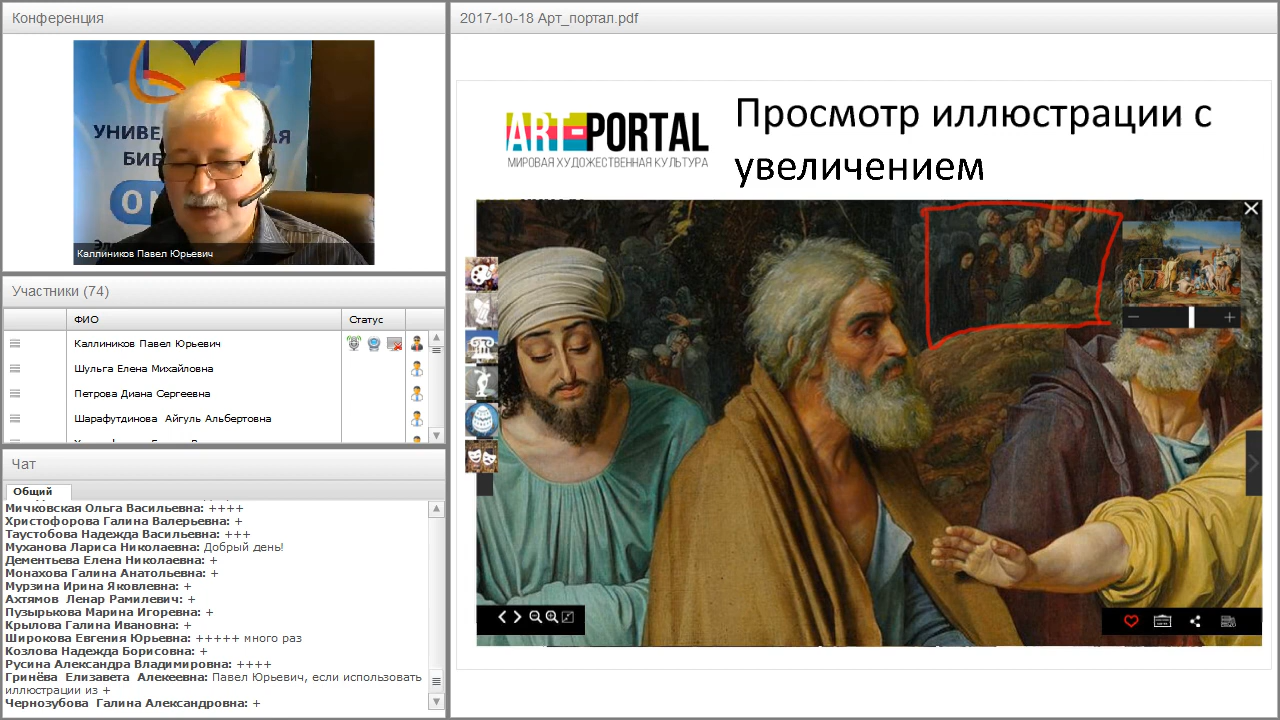 Конференция
УНИВЕ
АЯ
БИБ
О
Эл
Каллиников Павел Юрьевич
Участники (74)
ФИО
Статус
Каллиников Павел Юрьевич
Шульга Елена Михайловна
Петрова Диана Сергеевна
Шарафутдинова Айгуль Альбертовна
Чат
Общий
Мичковская Ольга Васильевна: ++++
Христофорова Галина Валерьевна: +
Таустобова Надежда Васильевна: +++
Муханова Лариса Николаевна: Добрый день!
Дементьева Елена Николаевна: +
Монахова Галина Анатольевна: +
Мурзина Ирина Яковлевна: +
Ахтямов Ленар Рамилевич: +
Пузырькова Марина Игоревна: +
Крылова Галина Ивановна: +
Широкова Евгения Юрьевна: +++++ много раз
Козлова Надежда Борисовна: +
Русина Александра Владимировна: ++++
Гринёва Елизавета Алекеевна: Павел Юрьевич, если использовать
иллюстрации из +
Чернозубова Галина Александровна: +
2017-10-18 Арт_портал.pdf
ART-PORTAL
МИРОВАЯ ХУДОЖЕСТВЕННАЯ КУЛЬТУРА
Просмотр иллюстрации с
увеличением